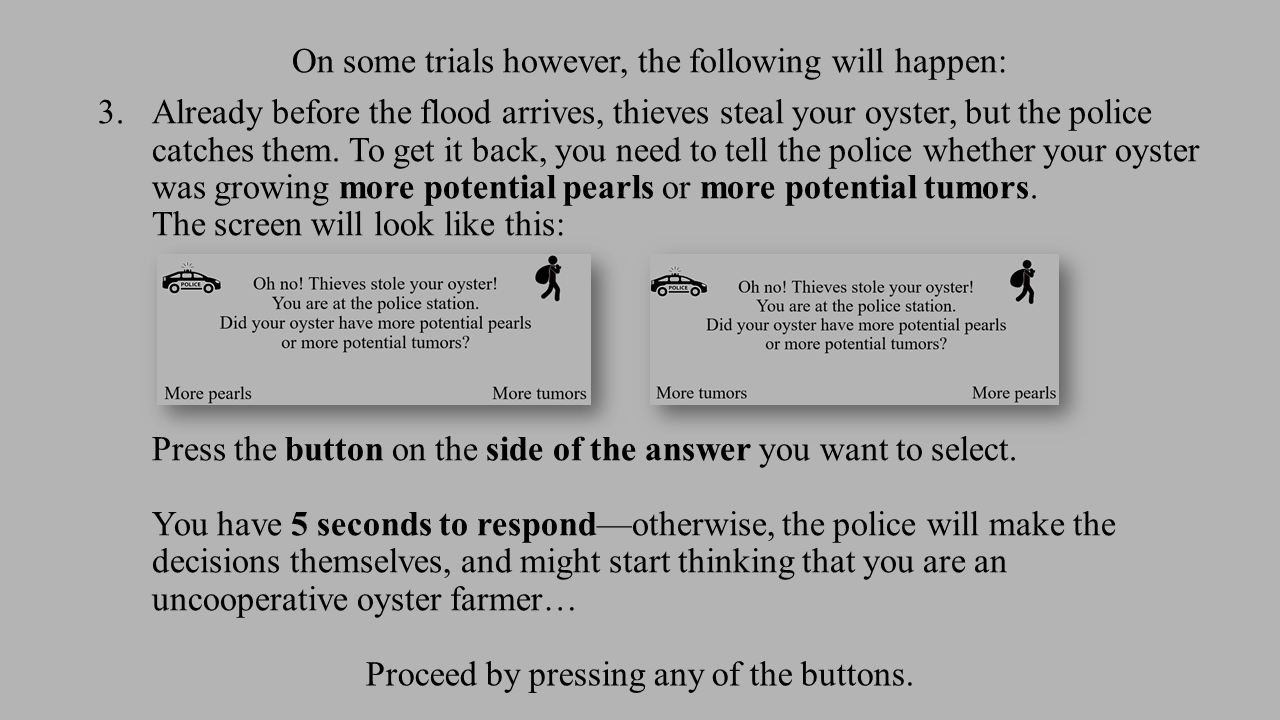 On some trials however, the following will happen:
3. Already before the flood arrives, thieves steal your oyster, but the police
catches them. To get it back, you need to tell the police whether your oyster
was growing more potential pearls or more potential tumors.
The screen will look like this:
POLICE
Oh no! Thieves stole your oyster!
You are at the police station.
Did your oyster have more potential pearls
or more potential tumors?
More pearls
More tumors
POLICE
Oh no! Thieves stole your oyster!
You are at the police station.
Did your oyster have more potential pearls
or more potential tumors?
More tumors
More pearls
Press the button on the side of the answer you want to select.
You have 5 seconds to respond—otherwise, the police will make the
decisions themselves, and might start thinking that you are an
uncooperative oyster farmer…
Proceed by pressing any of the buttons.